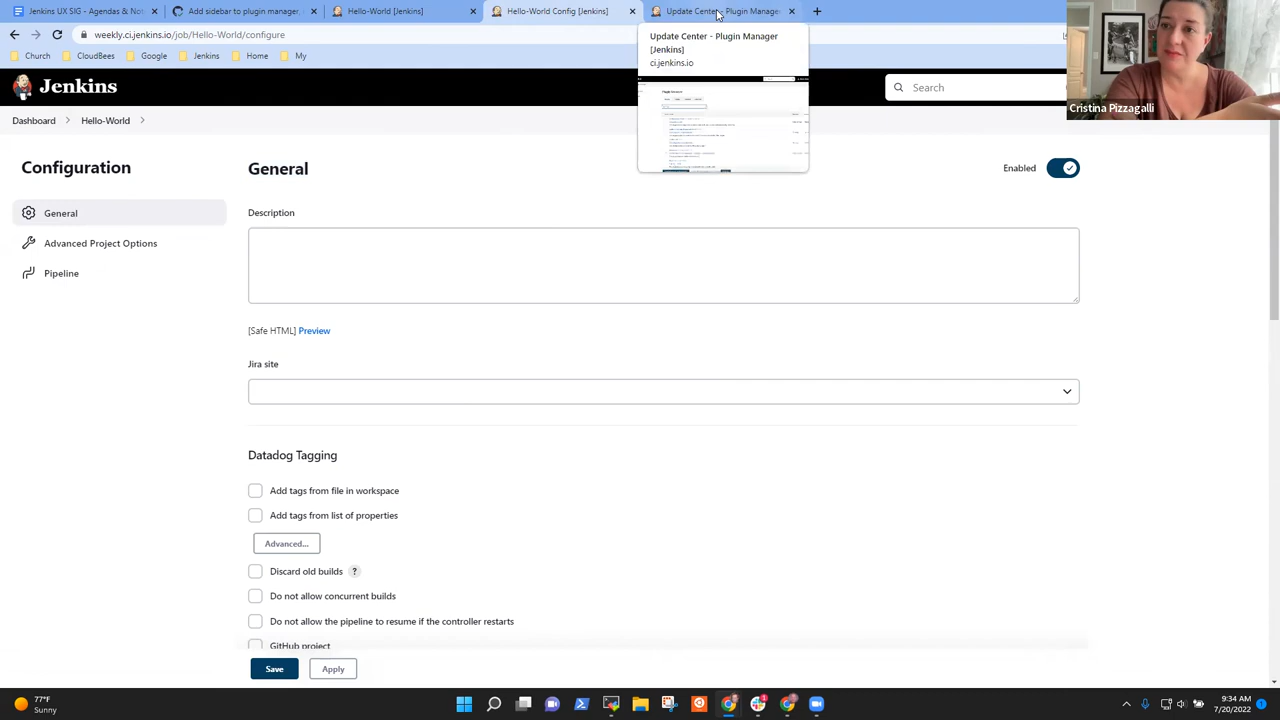 Jenkins UX SIG - Agendas & No
Add sidebar to plugin manager.
Hello-World [Jenkins]
Hello-World Config [Jenkins]
Update Center - Plugin Manage
weekly.ci.jenkins.io/job/Hello-World/configure
Update Center - Plugin Manager
[Jenkins]
ci.jenkins.io
Church
CloudBees
Google
Jenkins
Home
My
Jenkins
Search
Cristina Pizzagalli
Dashboard
Hello-World
Configuration
General
Advanced Project Options
Pipeline
General
Enabled
Description
[Safe HTML] Preview
Jira site
Datadog Tagging
Add tags from file in workspace
Add tags from list of properties
Advanced...
Discard old builds ?
Do not allow concurrent builds
Do not allow the pipeline to resume if the controller restarts
GitHub project
Save
Apply
77°F
Sunny
9:34 AM
7/20/2022